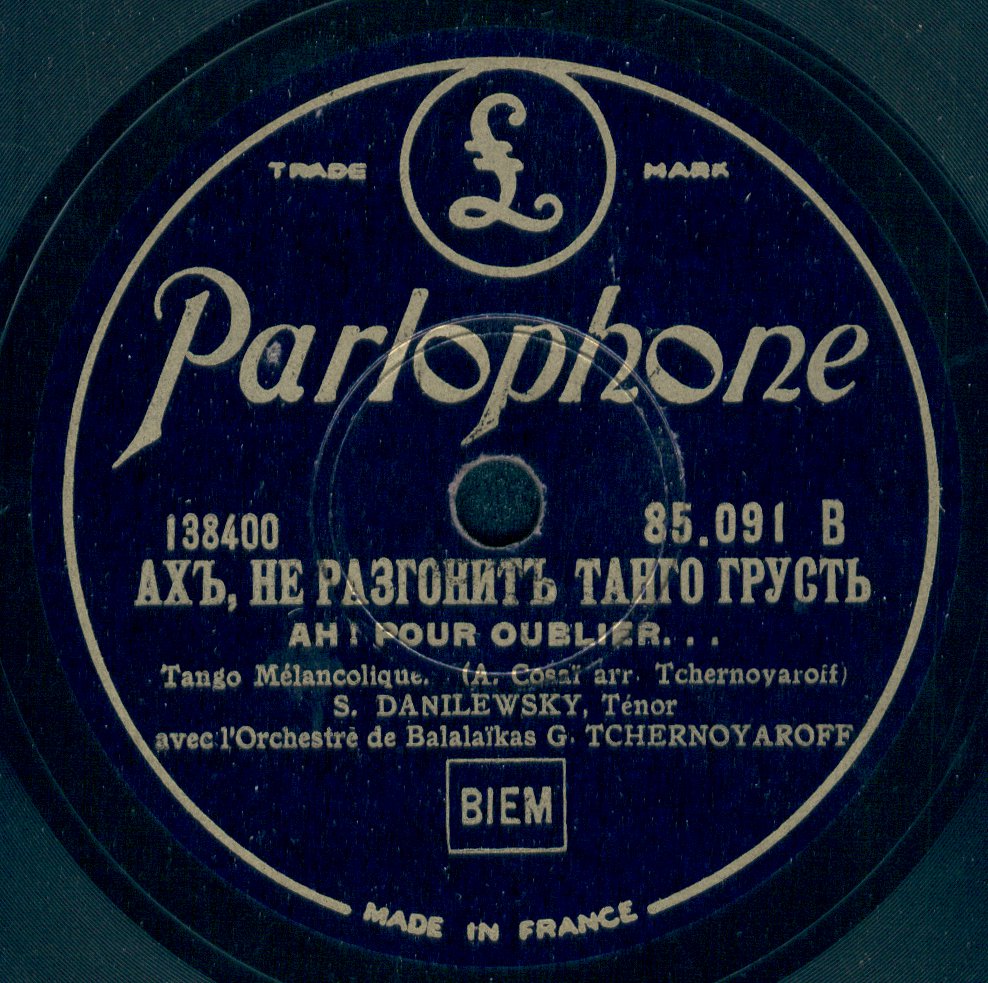 £
TRADE MARK
Parlophone
138400 85.091 B
АХЪ, НЕ РАЗГОНИТЪ ТАНГО ГРУСТЬ
AH! POUR OUBLIER...
Tango Mélancolique. (A. Cosaï arr. Tchernoyaroff)
S. DANILEWSKY, Ténor
avec l'Orchestre de Balalaïkas G. TCHERNOYAROFF
BIEM
MADE IN FRANCE